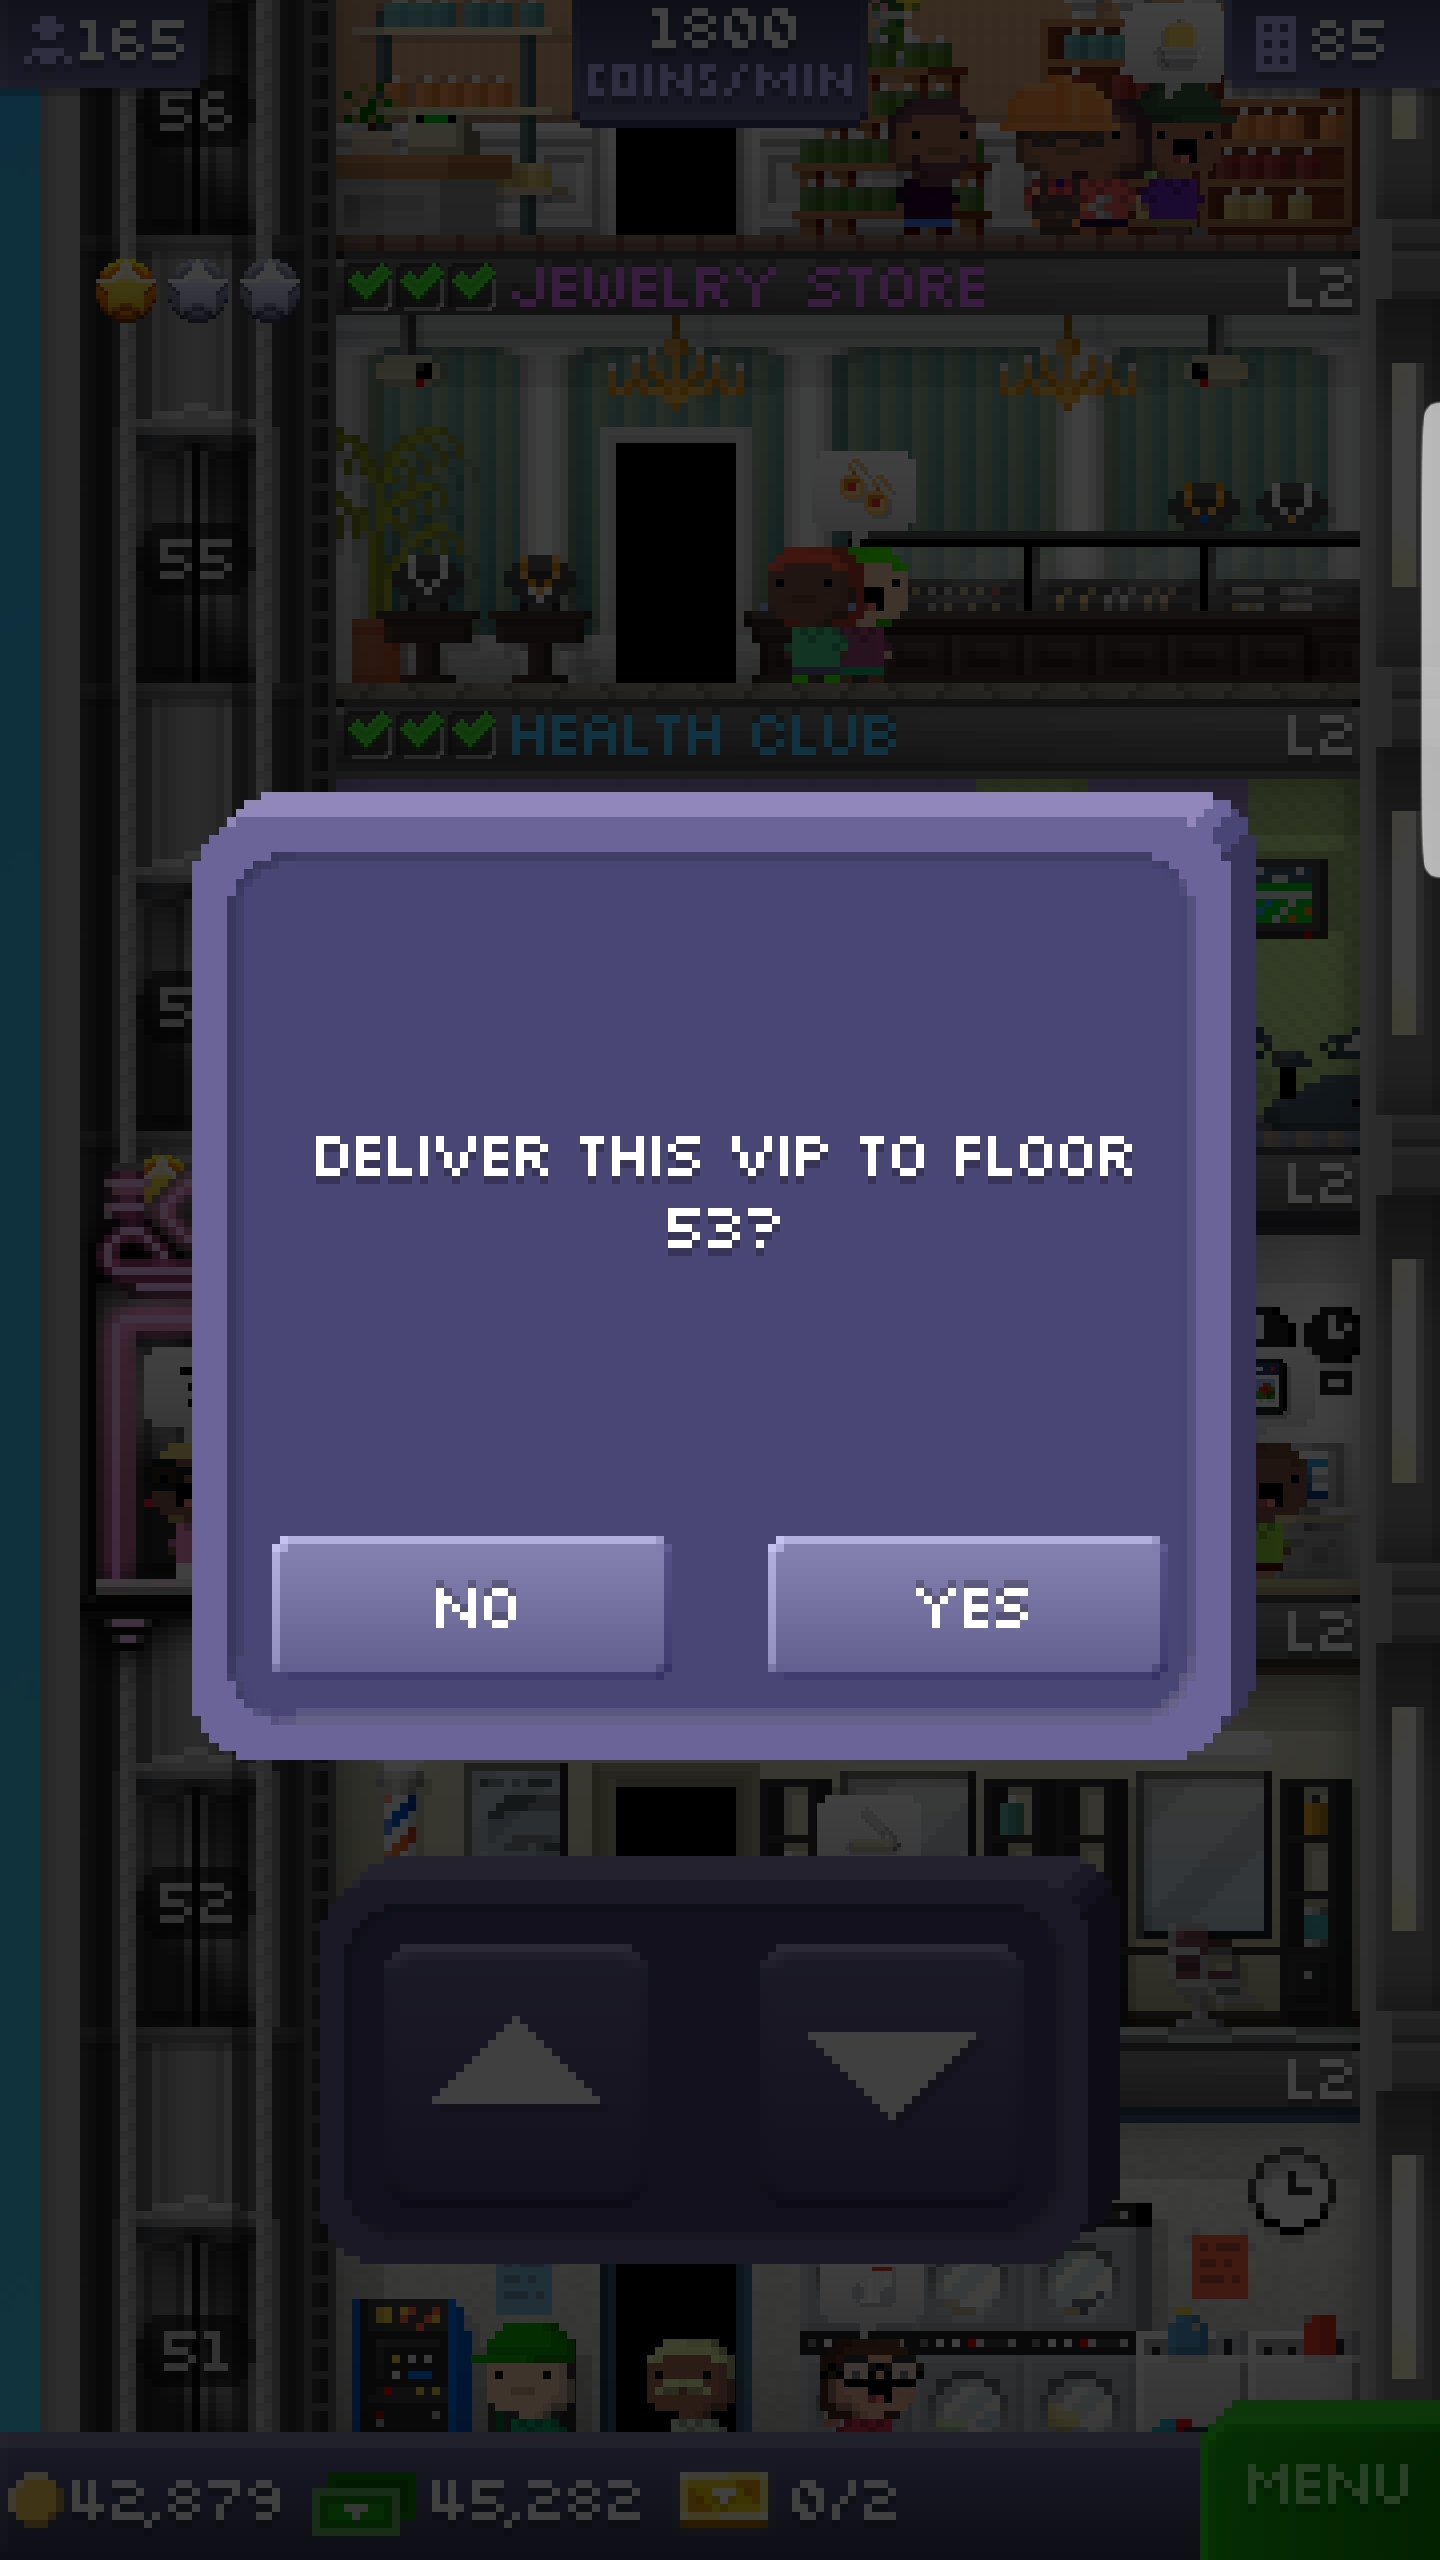 165
1800
COINS/MIN
85
56
JEWELRY STORE L2
55
HEALTH CLUB L2
DELIVER THIS VIP TO FLOOR
53?
L2
NO YES
L2
52
L2
51
42,879 45,282 0/2
MENU